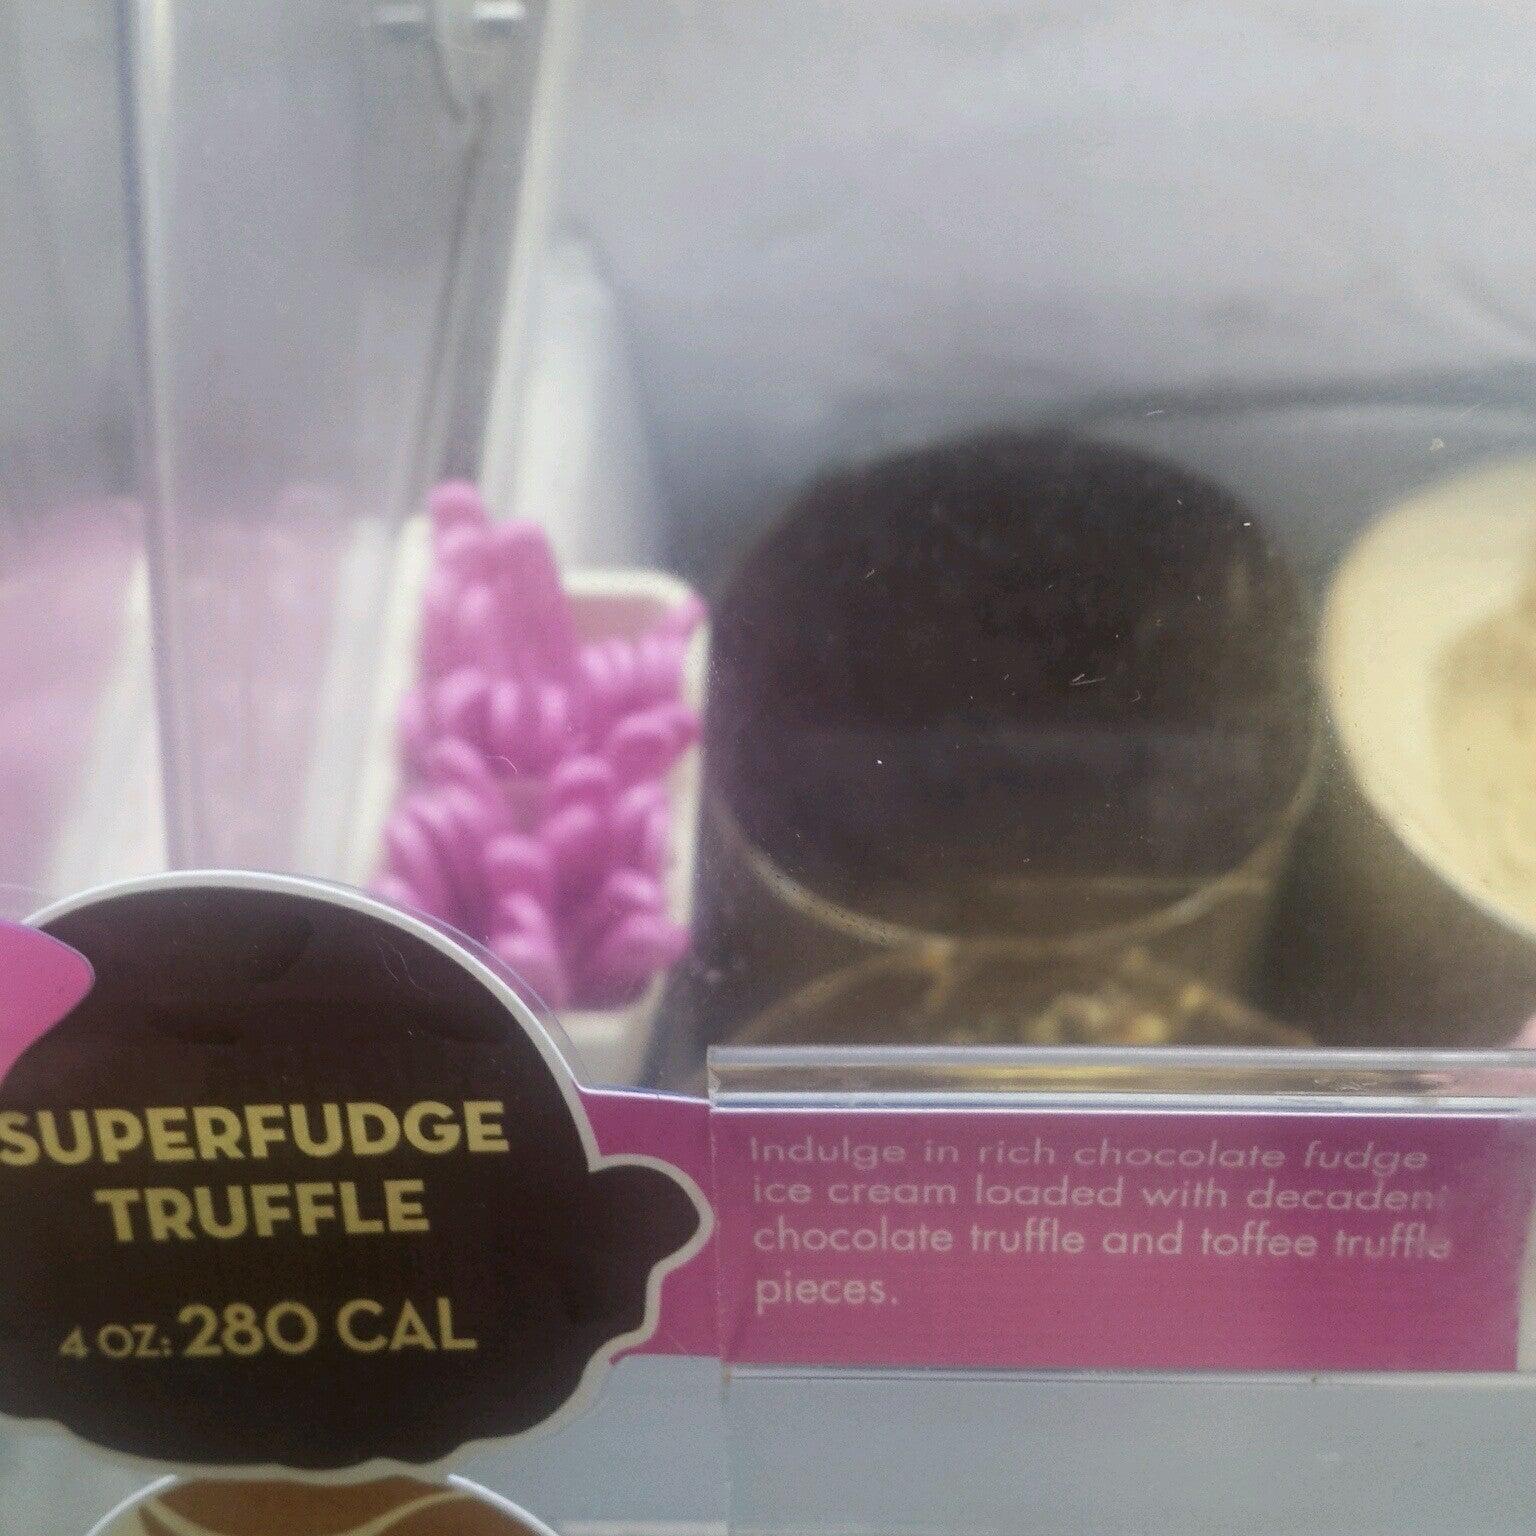 SUPERFUDGE
TRUFFLE
4 OZ: 280 CAL
Indulge in rich chocolate fudge
ice cream loaded with decadent
chocolate truffle and toffee truffle
pieces.